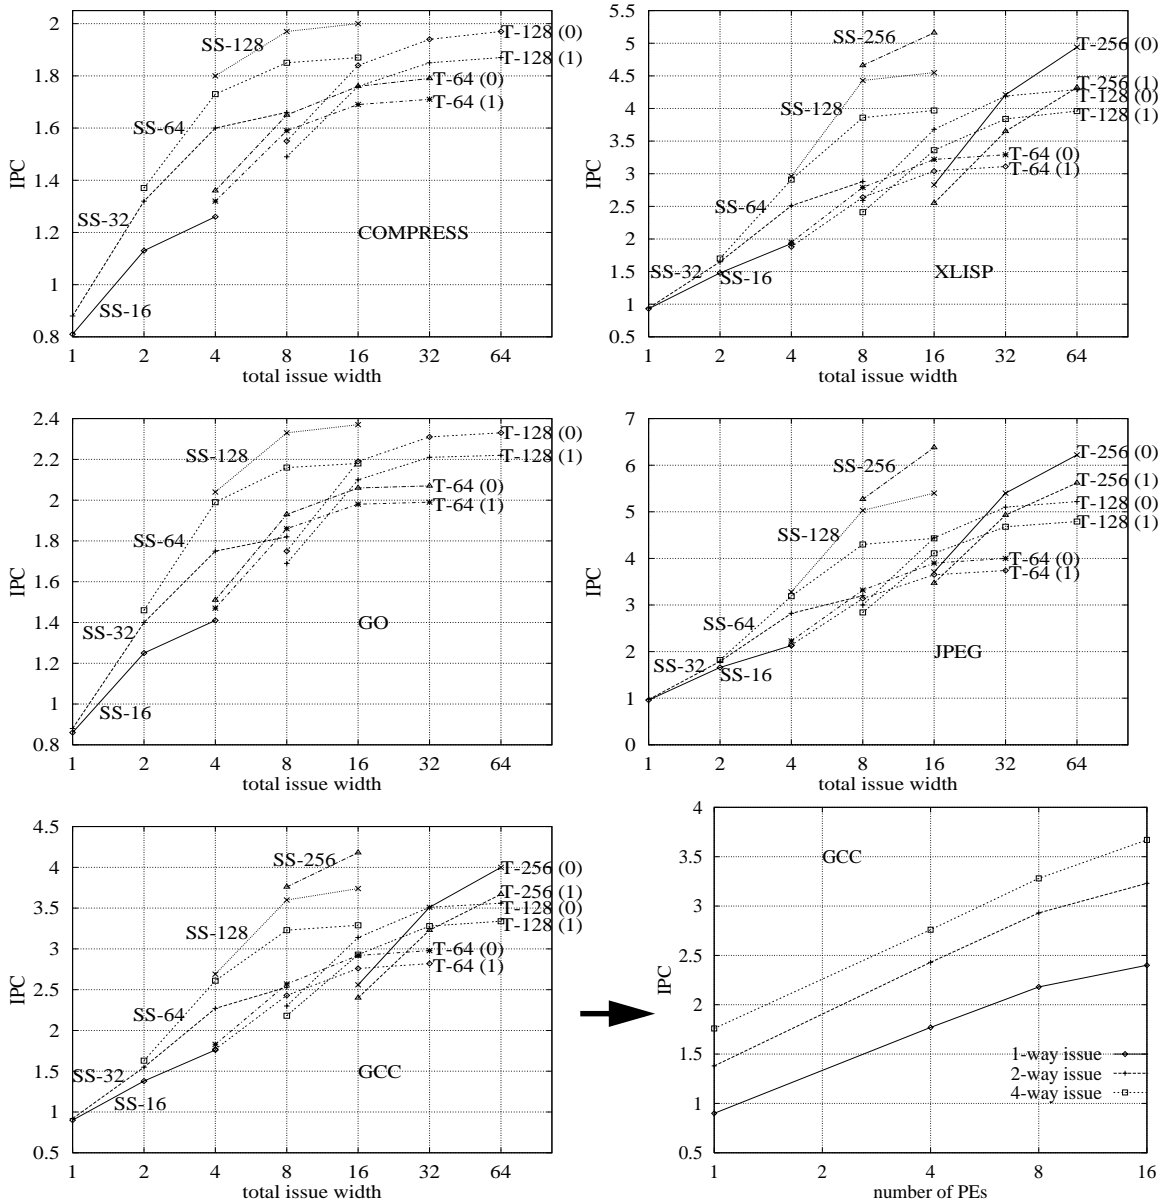 2
1.8
1.6
1.4
1.2
1
0.8
IPC
SS-128
SS-64
SS-32
SS-16
T-128 (0)
T-128 (1)
T-64 (0)
T-64 (1)
COMPRESS
1 2 4 8 16 32 64
total issue width
5.5
5
4.5
4
3.5
3
2.5
2
1.5
1
0.5
IPC
SS-256
SS-128
SS-64
SS-32
SS-16
T-256 (0)
T-256 (1)
T-128 (0)
T-128 (1)
T-64 (0)
T-64 (1)
XLISP
1 2 4 8 16 32 64
total issue width
2.4
2.2
2
1.8
1.6
1.4
1.2
1
0.8
IPC
SS-128
SS-64
SS-32
SS-16
T-128 (0)
T-128 (1)
T-64 (0)
T-64 (1)
GO
1 2 4 8 16 32 64
total issue width
7
6
5
4
3
2
1
0
IPC
SS-256
SS-128
SS-64
SS-32
SS-16
T-256 (0)
T-256 (1)
T-128 (0)
T-128 (1)
T-64 (0)
T-64 (1)
JPEG
1 2 4 8 16 32 64
total issue width
4.5
4
3.5
3
2.5
2
1.5
1
0.5
IPC
SS-256
SS-128
SS-64
SS-32
SS-16
T-256 (0)
T-256 (1)
T-128 (0)
T-128 (1)
T-64 (0)
T-64 (1)
GCC
1 2 4 8 16 32 64
total issue width
4
3.5
3
2.5
2
1.5
1
0.5
IPC
GCC
1-way issue
2-way issue
4-way issue
1 2 4 8 16
number of PEs